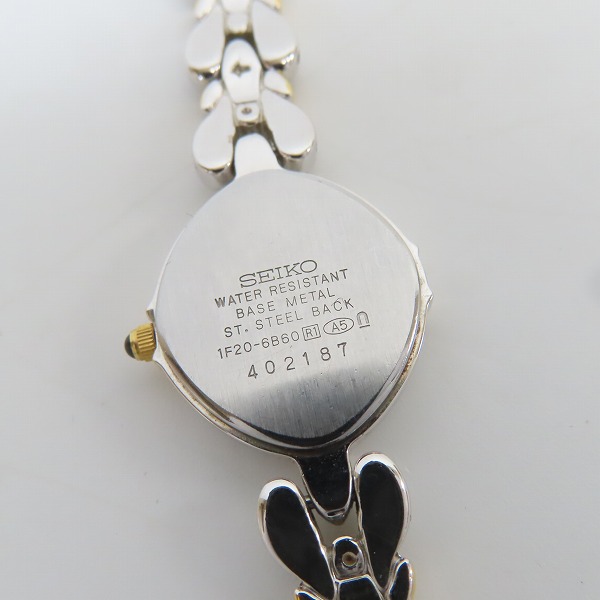 SEIKO
WATER RESISTANT
BASE METAL
ST. STEEL BACK
1F20-6B60 R1 A5
402187